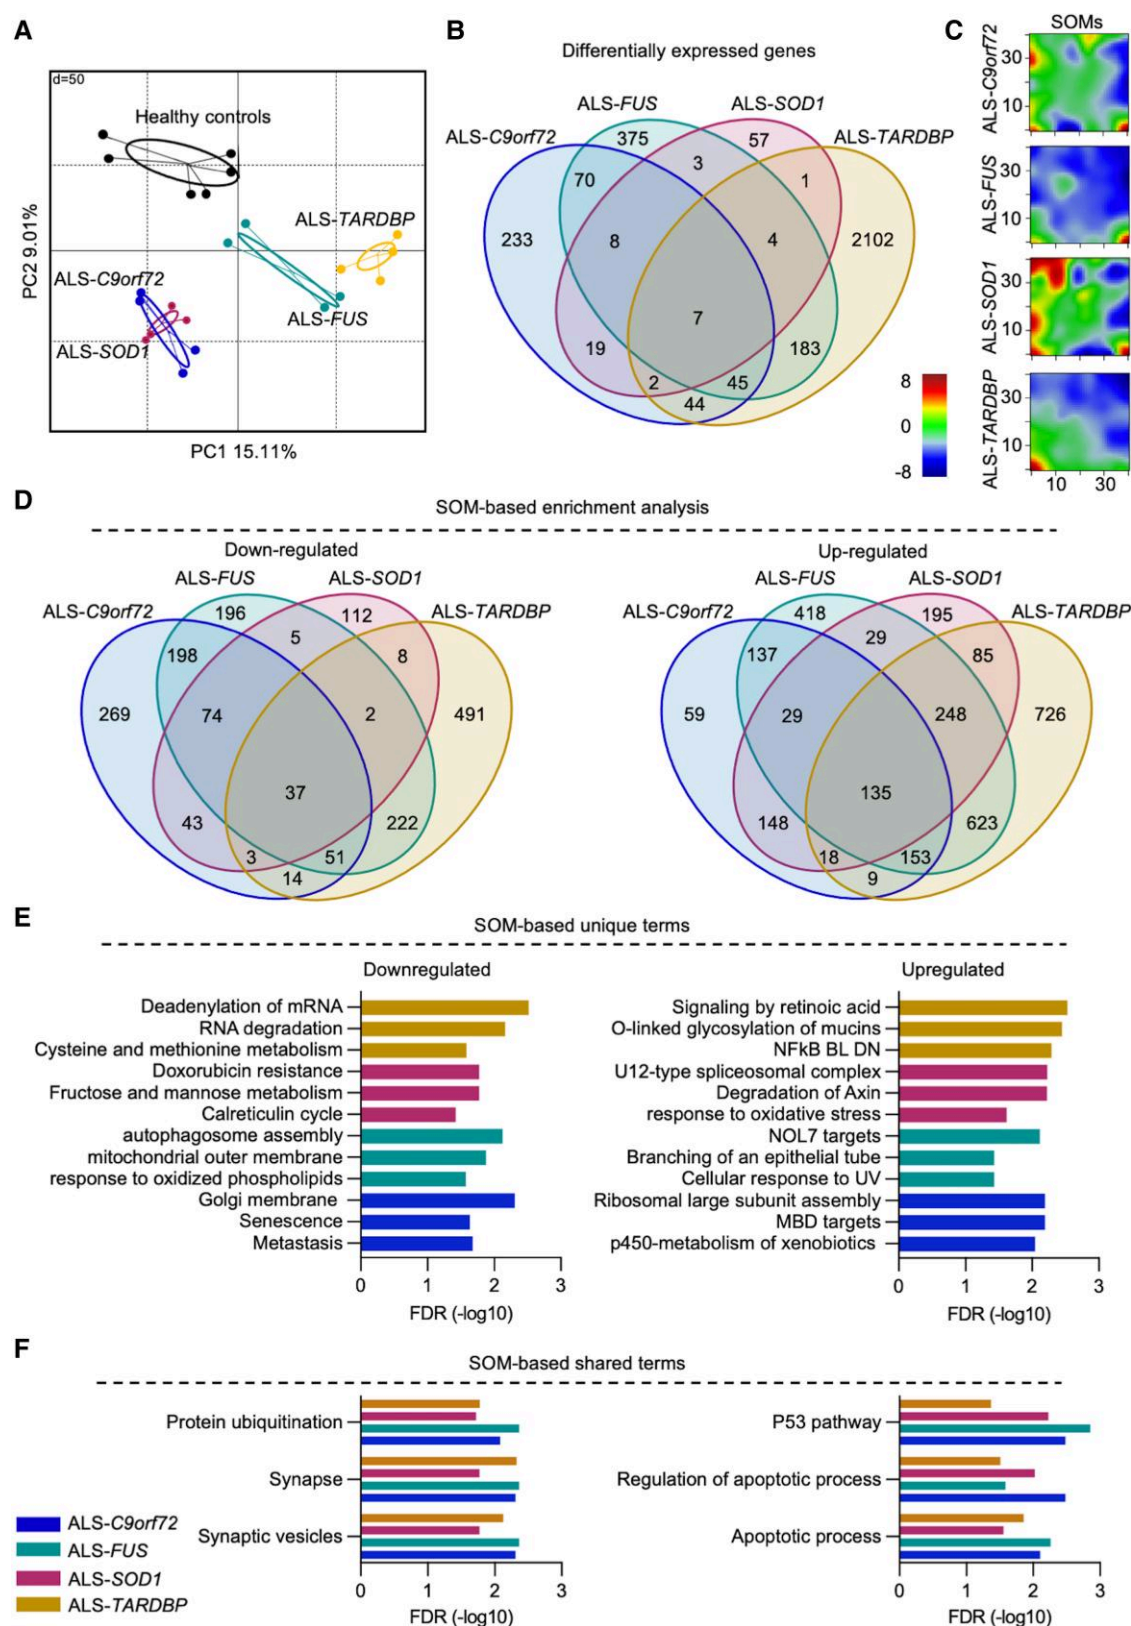 A
d=50
Healthy controls
ALS-TARDBP
ALS-C9orf72
ALS-FUS
ALS-SOD1
PC2 9.01%
PC1 15.11%
B
Differentially expressed genes
ALS-FUS
ALS-SOD1
ALS-C9orf72
ALS-TARDBP
375
57
3
70
1
233
8
4
2102
7
19
183
2
45
44
C
SOMs
ALS-C9orf72
30
10
ALS-FUS
30
10
ALS-SOD1
30
10
ALS-TARDBP
30
10
10 30
8
0
-8
D
SOM-based enrichment analysis
Down-regulated
ALS-FUS
ALS-SOD1
ALS-C9orf72
ALS-TARDBP
196
112
5
198
8
269
74
2
491
37
43
222
3
51
14
Up-regulated
ALS-FUS
ALS-SOD1
ALS-C9orf72
ALS-TARDBP
418
195
29
137
85
59
29
248
726
135
148
623
18
153
9
E
SOM-based unique terms
Downregulated
Deadenylation of mRNA
RNA degradation
Cysteine and methionine metabolism
Doxorubicin resistance
Fructose and mannose metabolism
Calreticulin cycle
autophagosome assembly
mitochondrial outer membrane
response to oxidized phospholipids
Golgi membrane
Senescence
Metastasis
0 1 2 3
FDR (-log10)
Upregulated
Signaling by retinoic acid
O-linked glycosylation of mucins
NFkB BL DN
U12-type spliceosomal complex
Degradation of Axin
response to oxidative stress
NOL7 targets
Branching of an epithelial tube
Cellular response to UV
Ribosomal large subunit assembly
MBD targets
p450-metabolism of xenobiotics
0 1 2 3
FDR (-log10)
F
SOM-based shared terms
Protein ubiquitination
Synapse
Synaptic vesicles
0 1 2 3
FDR (-log10)
P53 pathway
Regulation of apoptotic process
Apoptotic process
0 1 2 3
FDR (-log10)
ALS-C9orf72
ALS-FUS
ALS-SOD1
ALS-TARDBP